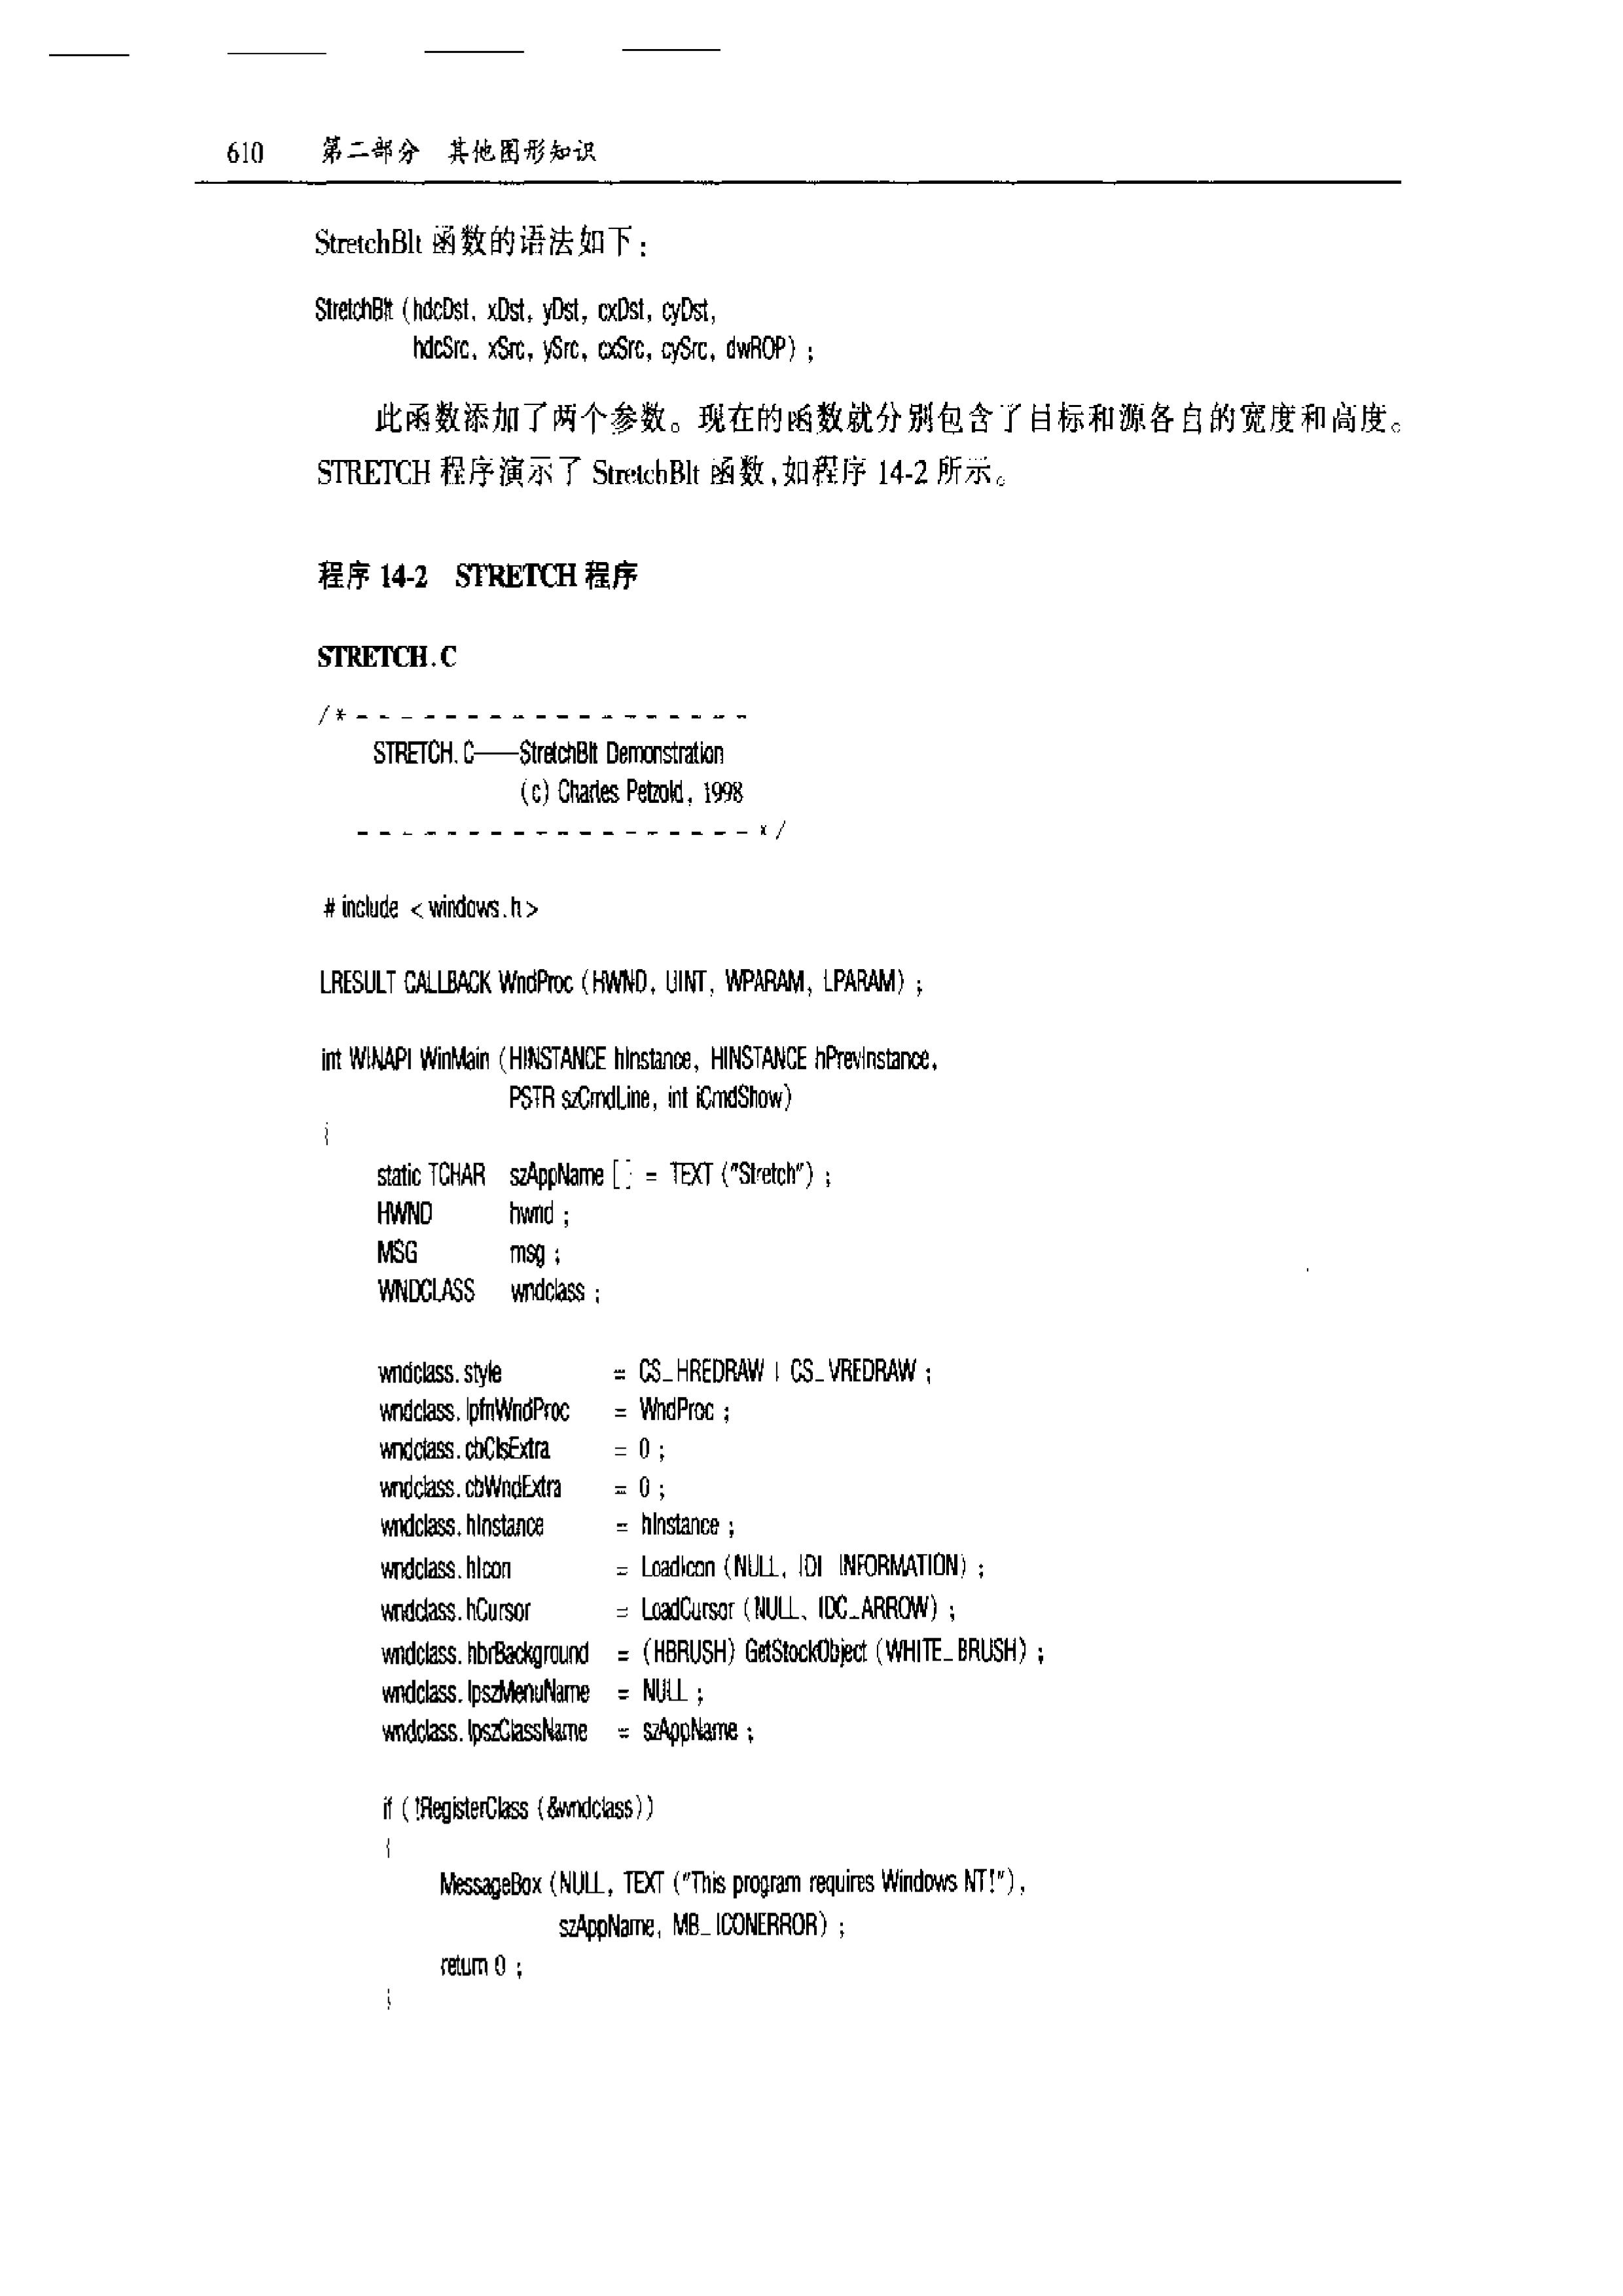 610 第二部分 其他图形知识
StretchBlt 函数的语法如下：
StretchBlt (hdcDst, xDst, yDst, cxDst, cyDst,
hdcSrc, xSrc, ySrc, cxSrc, cySrc, dwROP) ;
此函数添加了两个参数。现在的函数就分别包含了目标和源各自的宽度和高度。
STRETCH 程序演示了 StretchBlt 函数,如程序 14-2 所示。
程序 14-2 STRETCH 程序
STRETCH.C
/* - - - - - - - - - - - - - - - - - -
STRETCH.C——StretchBlt Demonstration
(c) Charles Petzold, 1998
- - - - - - - - - - - - - - - - - - */
# include < windows.h >
LRESULT CALLBACK WndProc (HWND, UINT, WPARAM, LPARAM) ;
int WINAPI WinMain (HINSTANCE hInstance, HINSTANCE hPrevInstance,
PSTR szCmdLine, int iCmdShow)
{
static TCHAR szAppName [] = TEXT ("Stretch") ;
HWND hwnd ;
MSG msg ;
WNDCLASS wndclass ;
wndclass.style = CS_HREDRAW | CS_VREDRAW ;
wndclass.lpfnWndProc = WndProc ;
wndclass.cbClsExtra = 0 ;
wndclass.cbWndExtra = 0 ;
wndclass.hInstance = hInstance ;
wndclass.hIcon = LoadIcon (NULL, IDI_INFORMATION) ;
wndclass.hCursor = LoadCursor (NULL, IDC_ARROW) ;
wndclass.hbrBackground = (HBRUSH) GetStockObject (WHITE_BRUSH) ;
wndclass.lpszMenuName = NULL ;
wndclass.lpszClassName = szAppName ;
if (!RegisterClass (&wndclass))
{
MessageBox (NULL, TEXT ("This program requires Windows NT!"),
szAppName, MB_ICONERROR) ;
return 0 ;
}